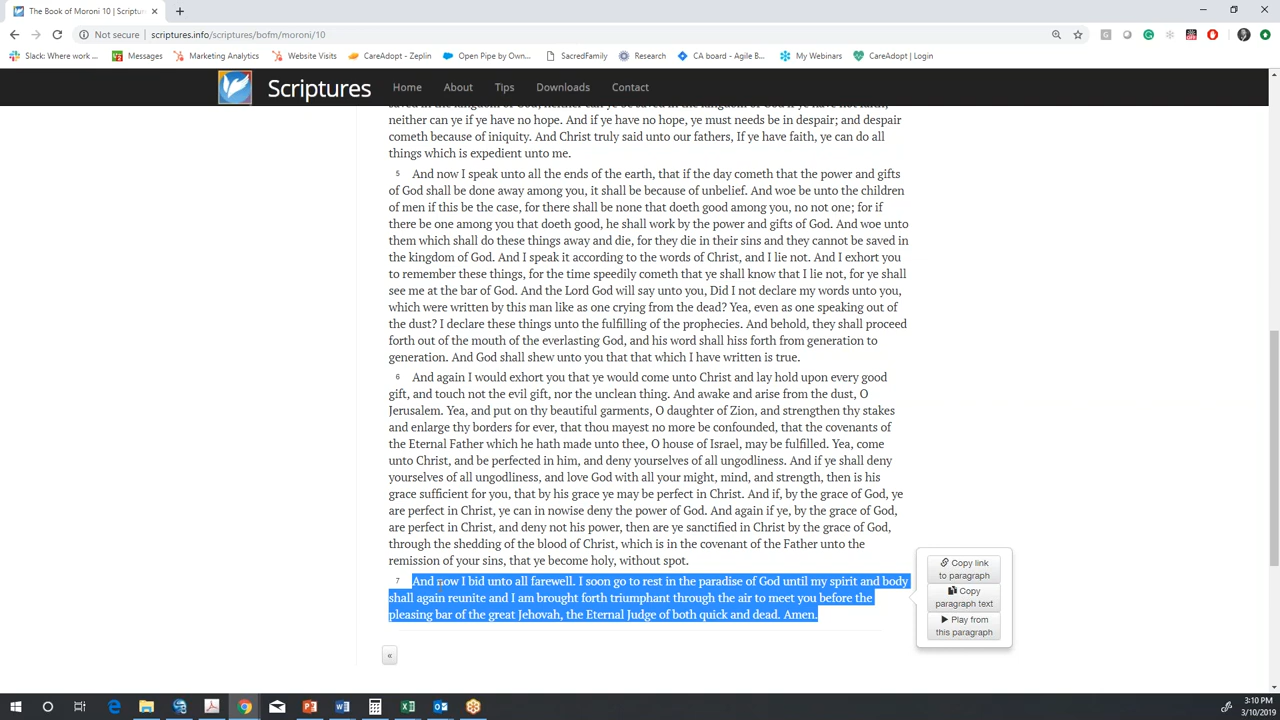 The Book of Moroni 10 | Scripture
Not secure | scriptures.info/scriptures/bofm/moroni/10
Slack: Where work ... Messages Marketing Analytics Website Visits CareAdopt - Zeplin Open Pipe by Own... SacredFamily Research CA board - Agile B... My Webinars CareAdopt | Login
Scriptures Home About Tips Downloads Contact
saved in the kingdom of God; neither can ye be saved in the kingdom of God if ye have not faith,
neither can ye if ye have no hope. And if ye have no hope, ye must needs be in despair; and despair
cometh because of iniquity. And Christ truly said unto our fathers, If ye have faith, ye can do all
things which is expedient unto me.
5 And now I speak unto all the ends of the earth, that if the day cometh that the power and gifts
of God shall be done away among you, it shall be because of unbelief. And woe be unto the children
of men if this be the case, for there shall be none that doeth good among you, no not one; for if
there be one among you that doeth good, he shall work by the power and gifts of God. And woe unto
them which shall do these things away and die, for they die in their sins and they cannot be saved in
the kingdom of God. And I speak it according to the words of Christ, and I lie not. And I exhort you
to remember these things, for the time speedily cometh that ye shall know that I lie not, for ye shall
see me at the bar of God. And the Lord God will say unto you, Did I not declare my words unto you,
which were written by this man like as one crying from the dead? Yea, even as one speaking out of
the dust? I declare these things unto the fulfilling of the prophecies. And behold, they shall proceed
forth out of the mouth of the everlasting God, and his word shall hiss forth from generation to
generation. And God shall shew unto you that that which I have written is true.
6 And again I would exhort you that ye would come unto Christ and lay hold upon every good
gift, and touch not the evil gift, nor the unclean thing. And awake and arise from the dust, O
Jerusalem. Yea, and put on thy beautiful garments, O daughter of Zion, and strengthen thy stakes
and enlarge thy borders for ever, that thou mayest no more be confounded, that the covenants of
the Eternal Father which he hath made unto thee, O house of Israel, may be fulfilled. Yea, come
unto Christ, and be perfected in him, and deny yourselves of all ungodliness. And if ye shall deny
yourselves of all ungodliness, and love God with all your might, mind, and strength, then is his
grace sufficient for you, that by his grace ye may be perfect in Christ. And if, by the grace of God, ye
are perfect in Christ, ye can in nowise deny the power of God. And again if ye, by the grace of God,
are perfect in Christ, and deny not his power, then are ye sanctified in Christ by the grace of God,
through the shedding of the blood of Christ, which is in the covenant of the Father unto the
remission of your sins, that ye become holy, without spot.
7 And now I bid unto all farewell. I soon go to rest in the paradise of God until my spirit and body
shall again reunite and I am brought forth triumphant through the air to meet you before the
pleasing bar of the great Jehovah, the Eternal Judge of both quick and dead. Amen.
Copy link
to paragraph
Copy
paragraph text
Play from
this paragraph
«
3:10 PM
3/10/2019